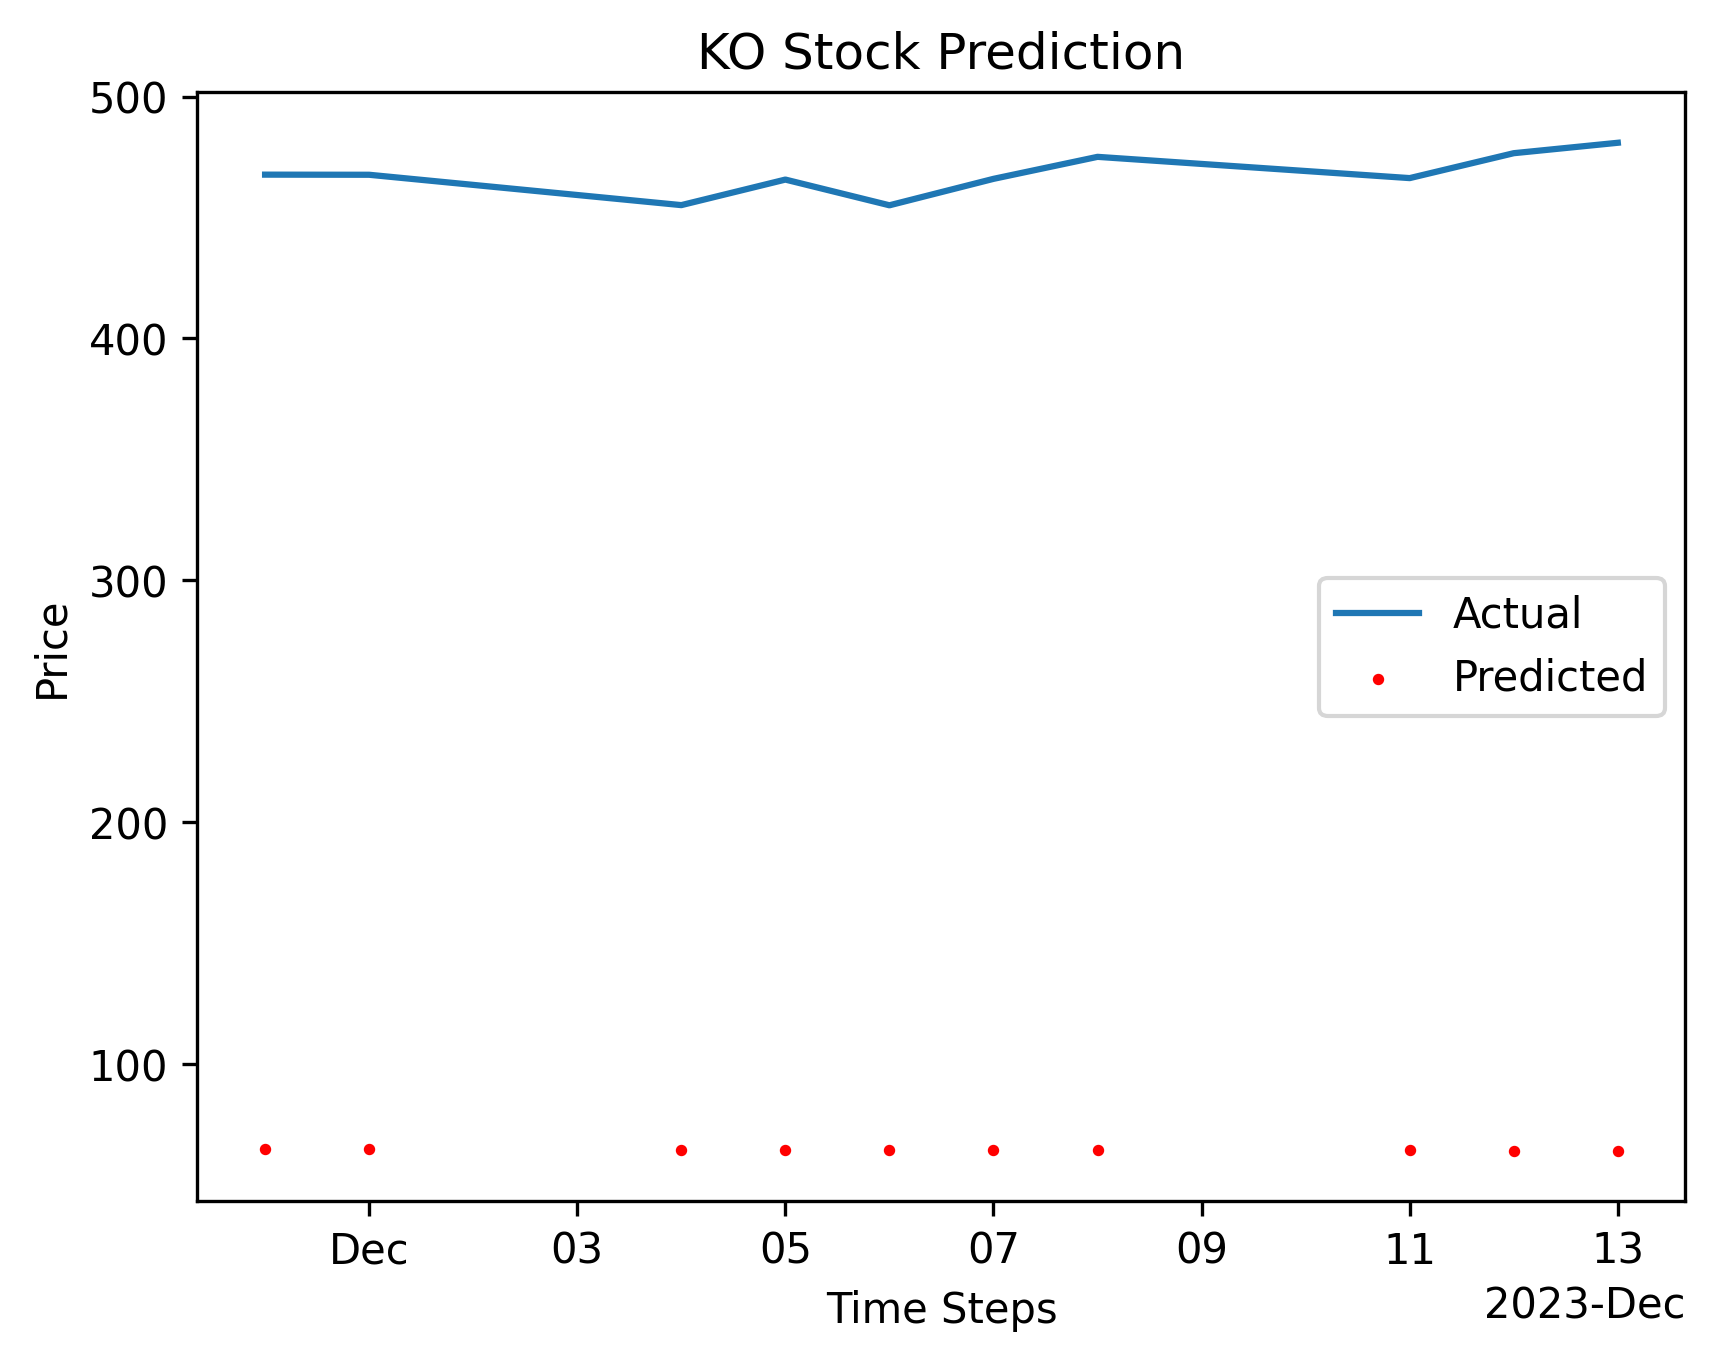 KO Stock Prediction
500
400
300
200
100
Price
Actual
Predicted
Dec 03 05 07 09 11 13
2023-Dec
Time Steps